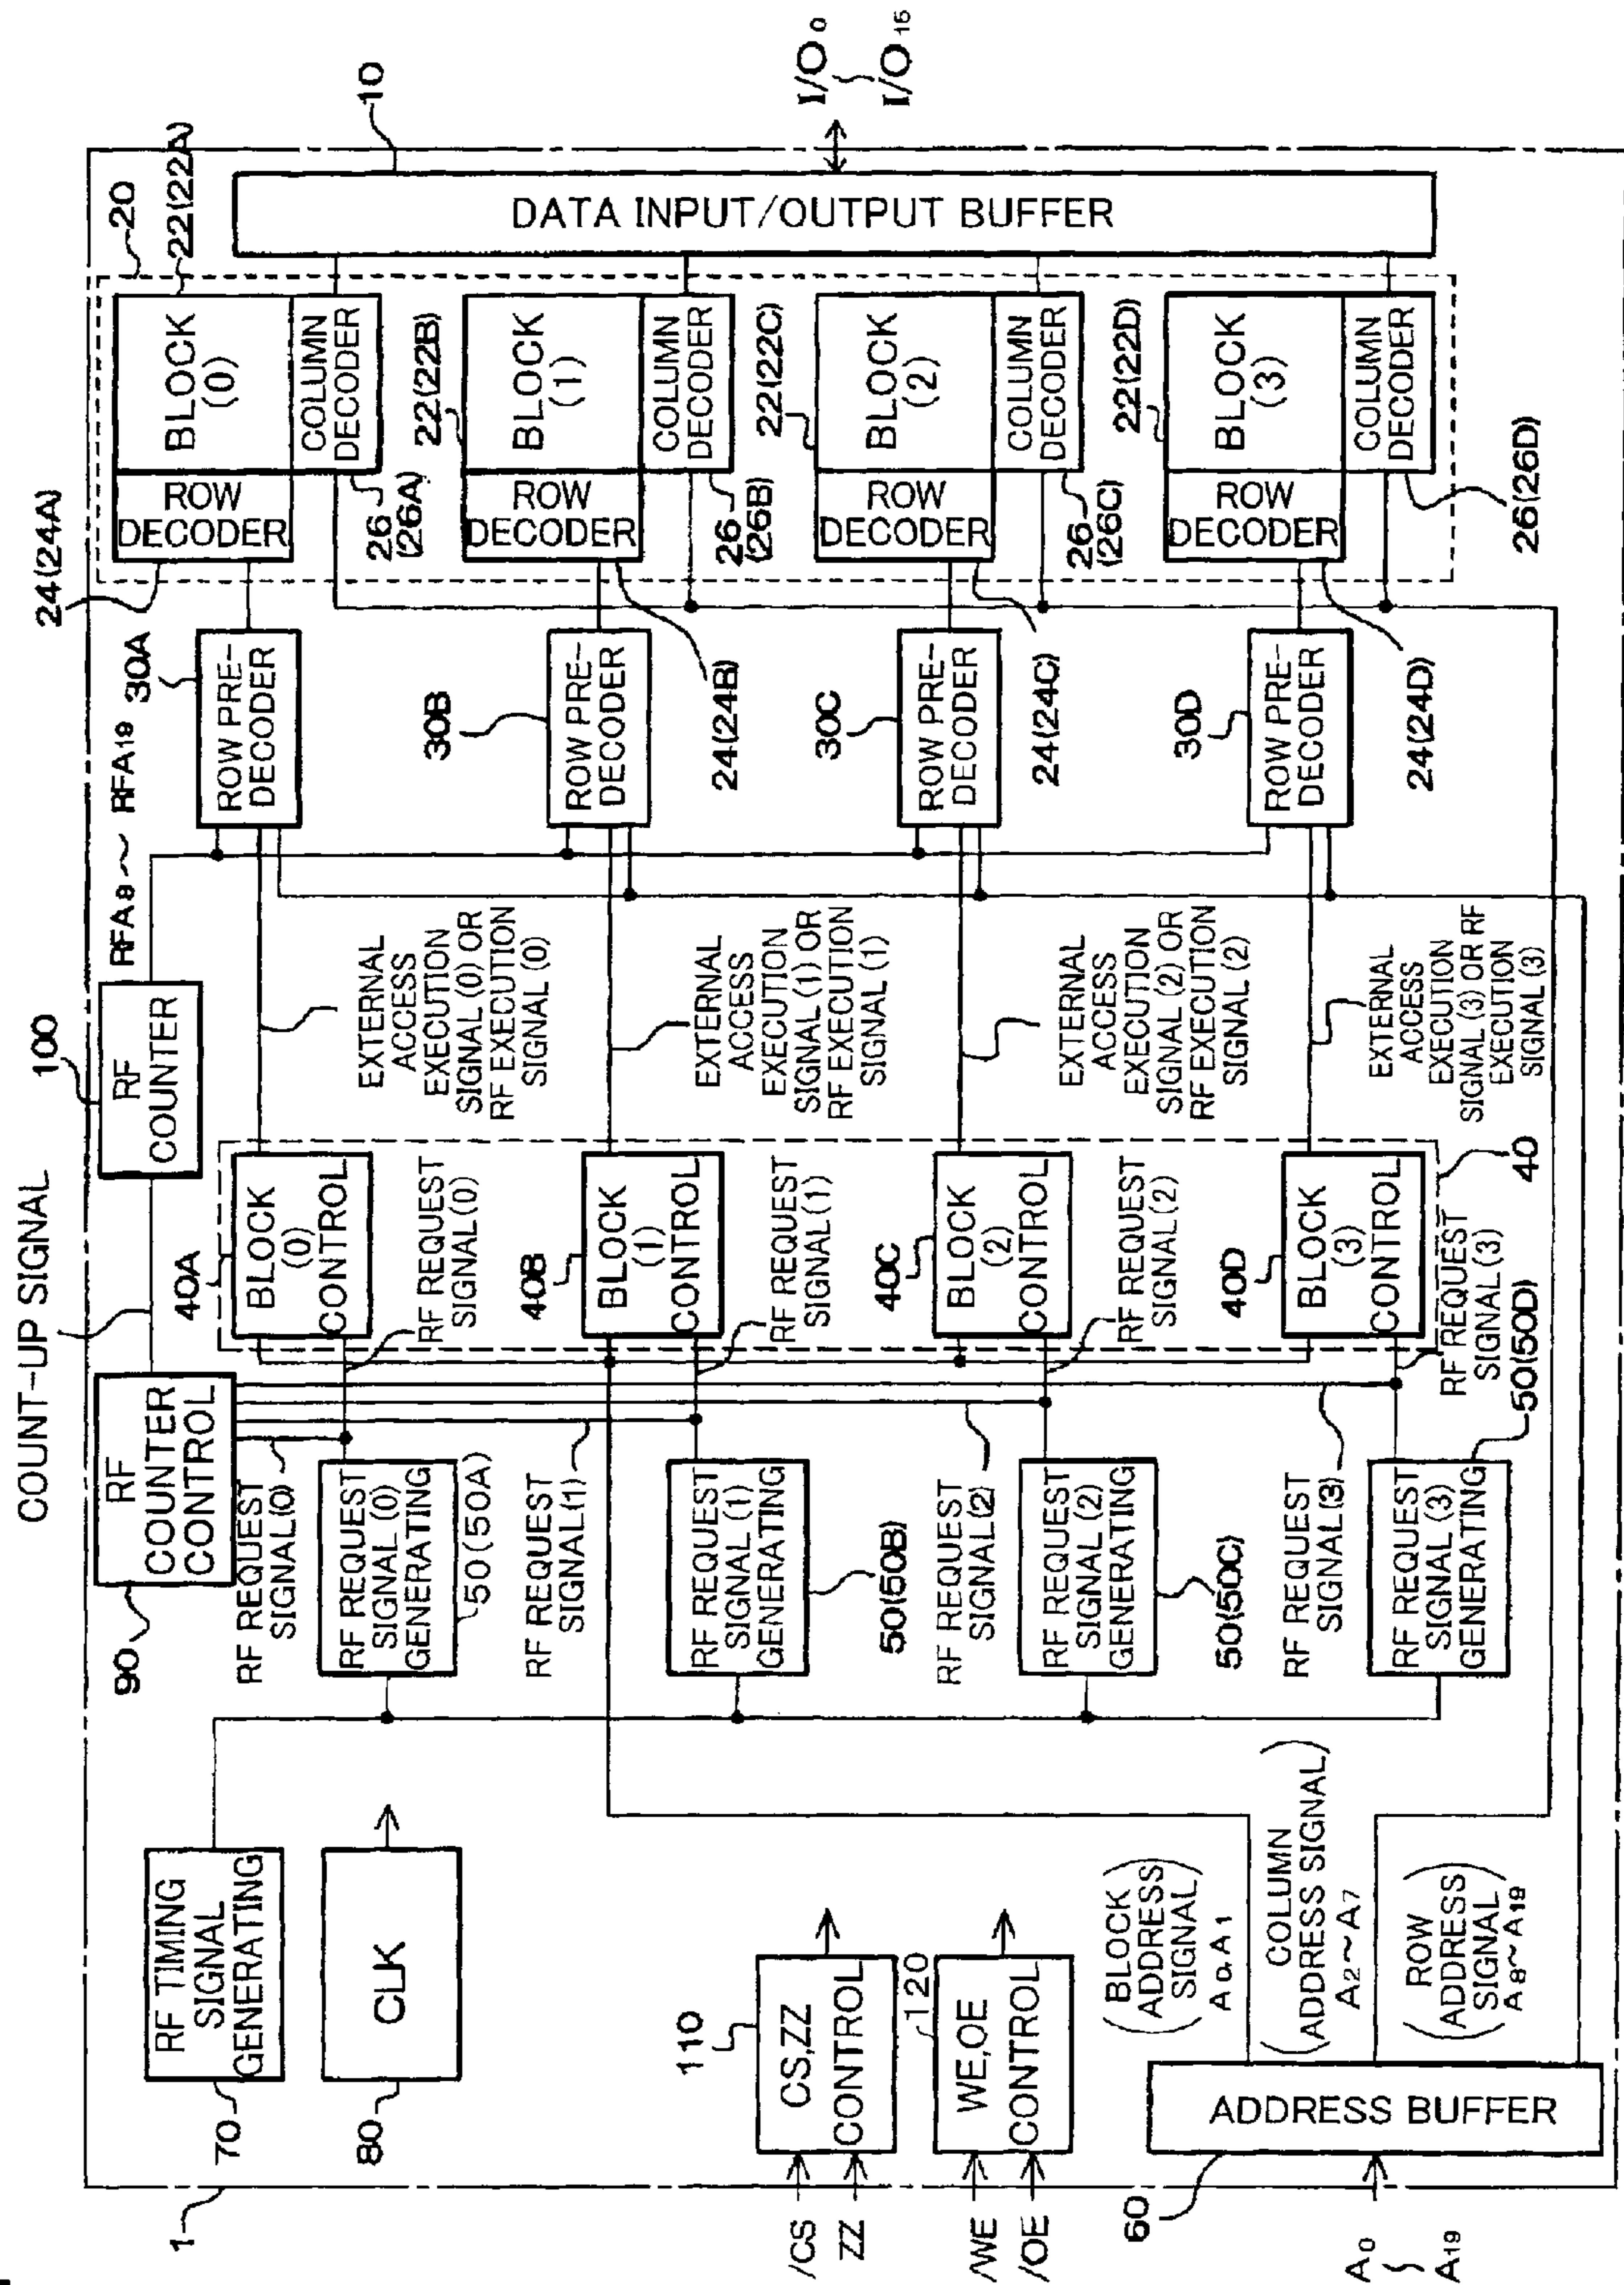 COUNT-UP SIGNAL
100
RFA8 ~ RFA19
24(24A)
20
22(22A)
10
90
RF
COUNTER
CONTROL
RF
COUNTER
30A
ROW PRE-
DECODER
ROW
DECODER
BLOCK
(0)
COLUMN
DECODER
26
(26A)
DATA INPUT/OUTPUT BUFFER
I/O0
I/O15
1
70
RF TIMING
SIGNAL
GENERATING
80
CLK
RF REQUEST
SIGNAL(0)
RF REQUEST
SIGNAL (0)
GENERATING
50(50A)
40A
BLOCK
(0)
CONTROL
RF REQUEST
SIGNAL(0)
EXTERNAL
ACCESS
EXECUTION
SIGNAL(0) OR
RF EXECUTION
SIGNAL(0)
RF REQUEST
SIGNAL(1)
RF REQUEST
SIGNAL (1)
GENERATING
50(50B)
40B
BLOCK
(1)
CONTROL
RF REQUEST
SIGNAL(1)
EXTERNAL
ACCESS
EXECUTION
SIGNAL(1) OR
RF EXECUTION
SIGNAL(1)
30B
ROW PRE-
DECODER
24(24B)
22(22B)
ROW
DECODER
BLOCK
(1)
COLUMN
DECODER
26
(26B)
RF REQUEST
SIGNAL(2)
RF REQUEST
SIGNAL (2)
GENERATING
50(50C)
40C
BLOCK
(2)
CONTROL
RF REQUEST
SIGNAL(2)
EXTERNAL
ACCESS
EXECUTION
SIGNAL(2) OR
RF EXECUTION
SIGNAL(2)
30C
ROW PRE-
DECODER
24(24C)
22(22C)
ROW
DECODER
BLOCK
(2)
COLUMN
DECODER
26
(26C)
RF REQUEST
SIGNAL(3)
RF REQUEST
SIGNAL (3)
GENERATING
50(50D)
40D
BLOCK
(3)
CONTROL
40
RF REQUEST
SIGNAL(3)
EXTERNAL
ACCESS
EXECUTION
SIGNAL(3) OR RF
EXECUTION
SIGNAL(3)
30D
ROW PRE-
DECODER
24(24D)
22(22D)
ROW
DECODER
BLOCK
(3)
COLUMN
DECODER
26(26D)
/CS
ZZ
110
CS,ZZ
CONTROL
/WE
/OE
120
WE,OE
CONTROL
60
A0
A19
ADDRESS BUFFER
(BLOCK
ADDRESS
SIGNAL)
A0,A1
(COLUMN
ADDRESS SIGNAL)
A2~A7
(ROW
ADDRESS
SIGNAL)
A8~A19